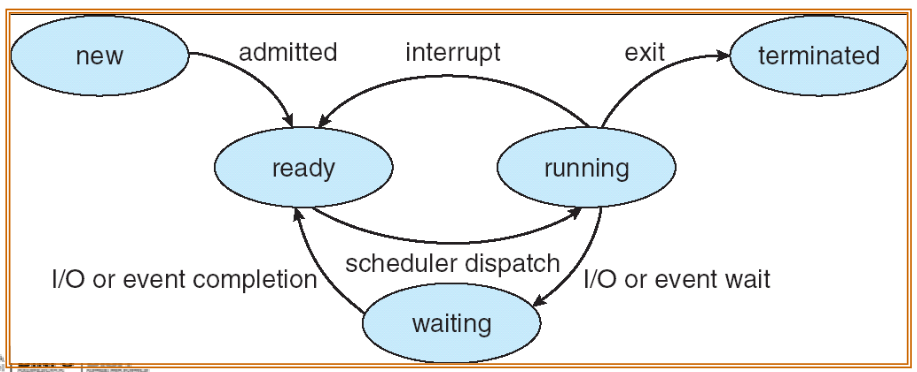 new
admitted
interrupt
exit
terminated
ready
running
scheduler dispatch
I/O or event completion
I/O or event wait
waiting